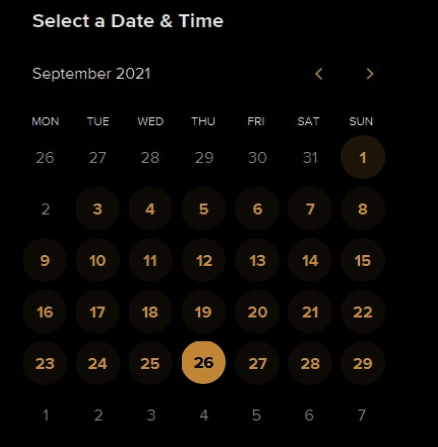 Select a Date & Time
September 2021
MON TUE WED THU FRI SAT SUN
26 27 28 29 30 31 1
2 3 4 5 6 7 8
9 10 11 12 13 14 15
16 17 18 19 20 21 22
23 24 25 26 27 28 29
1 2 3 4 5 6 7